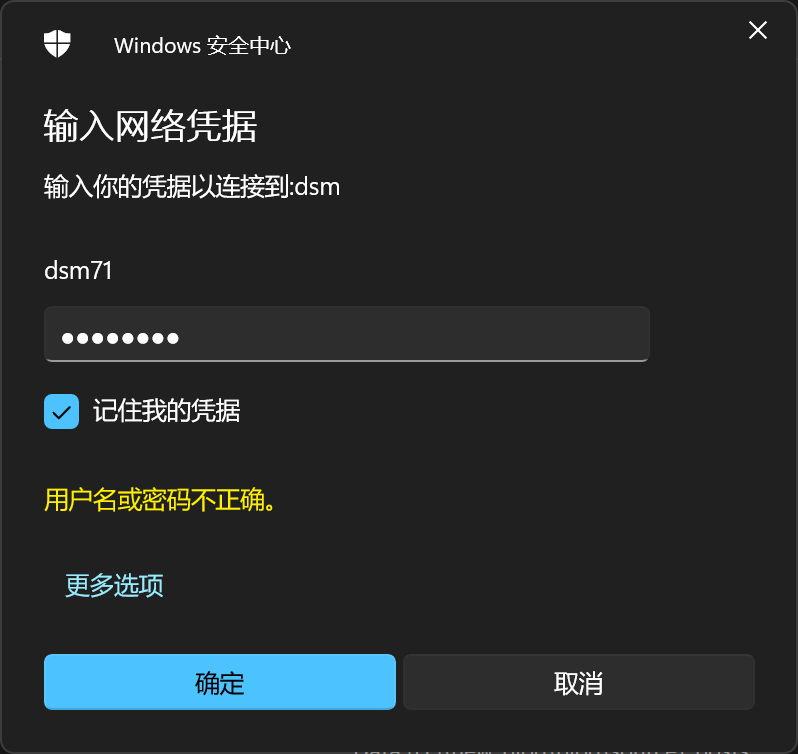 Windows 安全中心
输入网络凭据
输入你的凭据以连接到:dsm
dsm71
••••••••
记住我的凭据
用户名或密码不正确。
更多选项
确定 取消